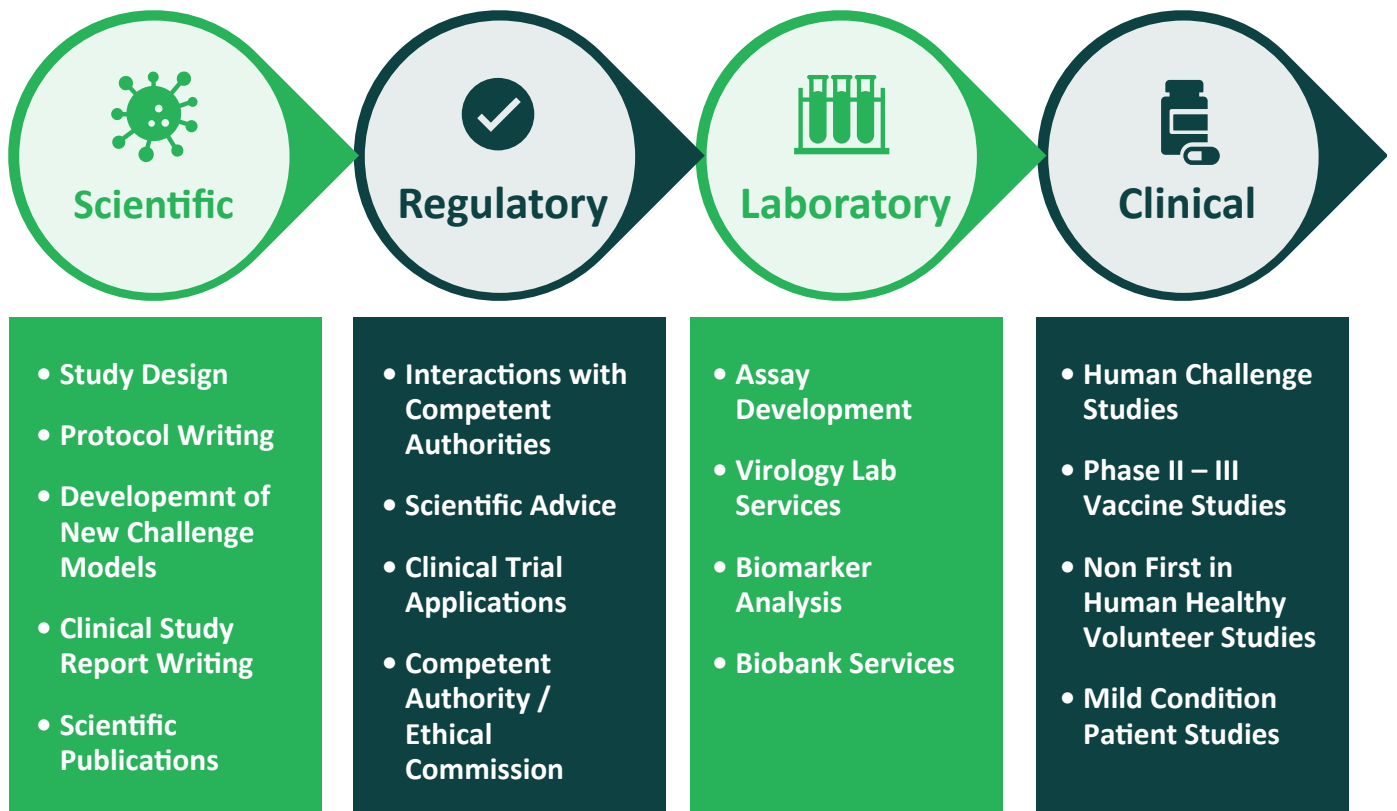 Scientific
Regulatory
Laboratory
Clinical
• Study Design
• Protocol Writing
• Developemnt of
New Challenge
Models
• Clinical Study
Report Writing
• Scientific
Publications
• Interactions with
Competent
Authorities
• Scientific Advice
• Clinical Trial
Applications
• Competent
Authority /
Ethical
Commission
• Assay
Development
• Virology Lab
Services
• Biomarker
Analysis
• Biobank Services
• Human Challenge
Studies
• Phase II – III
Vaccine Studies
• Non First in
Human Healthy
Volunteer Studies
• Mild Condition
Patient Studies